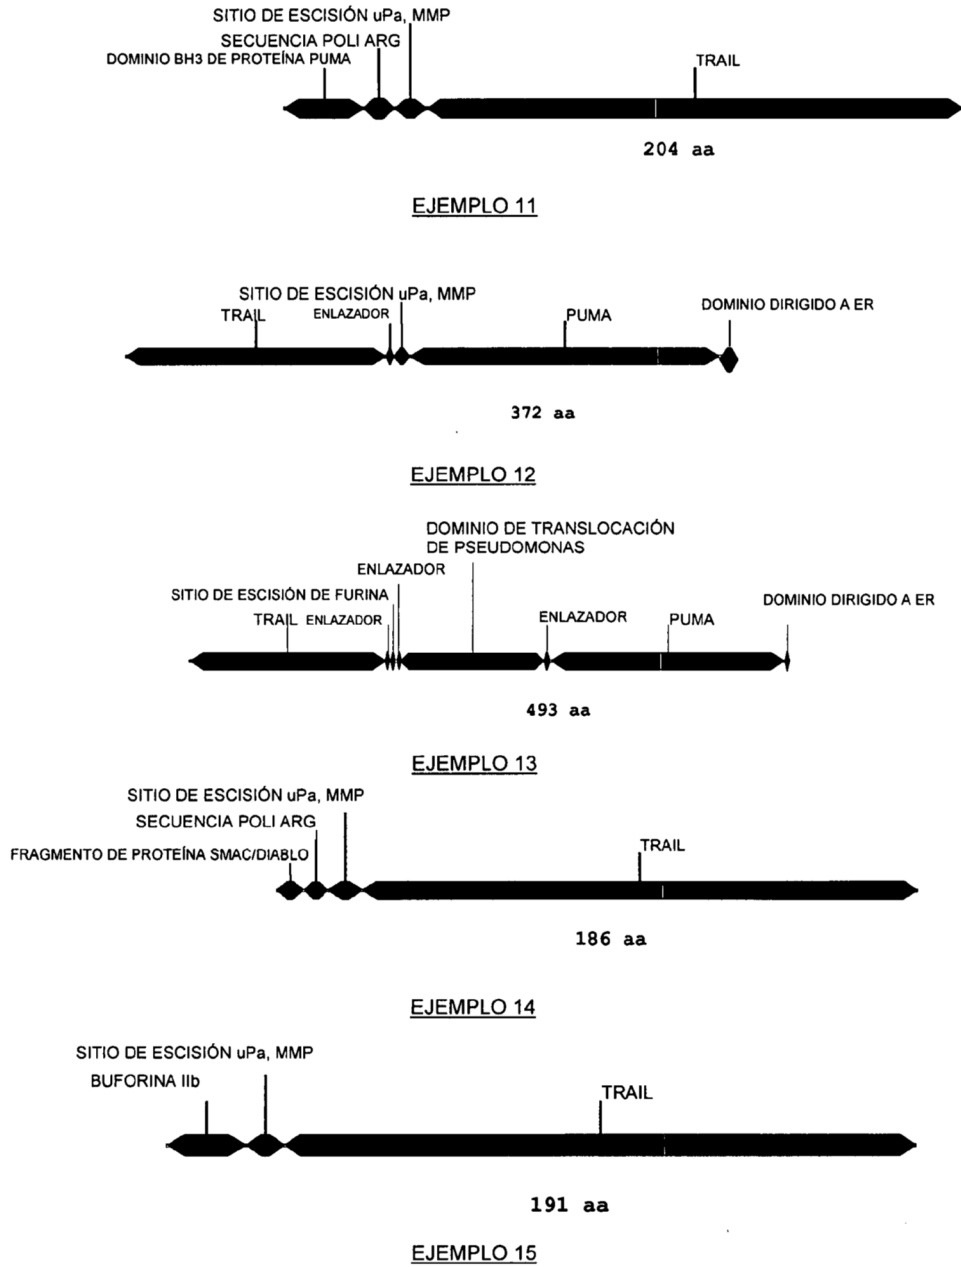 SITIO DE ESCISIÓN uPa, MMP
SECUENCIA POLI ARG
DOMINIO BH3 DE PROTEÍNA PUMA
TRAIL
204 aa
EJEMPLO 11
SITIO DE ESCISIÓN uPa, MMP
TRAIL
ENLAZADOR
PUMA
DOMINIO DIRIGIDO A ER
372 aa
EJEMPLO 12
DOMINIO DE TRANSLOCACIÓN
DE PSEUDOMONAS
ENLAZADOR
SITIO DE ESCISIÓN DE FURINA
TRAIL
ENLAZADOR
ENLAZADOR
PUMA
DOMINIO DIRIGIDO A ER
493 aa
EJEMPLO 13
SITIO DE ESCISIÓN uPa, MMP
SECUENCIA POLI ARG
FRAGMENTO DE PROTEÍNA SMAC/DIABLO
TRAIL
186 aa
EJEMPLO 14
SITIO DE ESCISIÓN uPa, MMP
BUFORINA IIb
TRAIL
191 aa
EJEMPLO 15